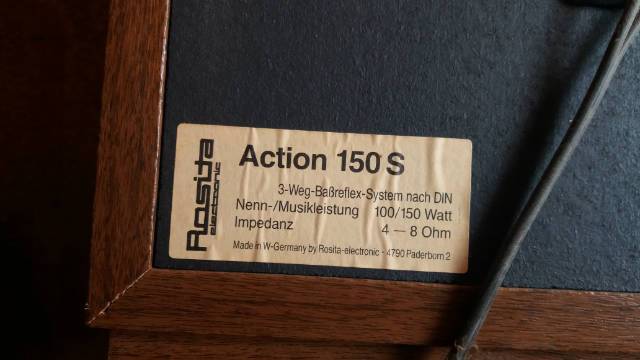 Rosita
electronic
Action 150 S
3-Weg-Baßreflex-System nach DIN
Nenn-/Musikleistung 100/150 Watt
Impedanz 4 — 8 Ohm
Made in W-Germany by Rosita-electronic - 4790 Paderborn 2